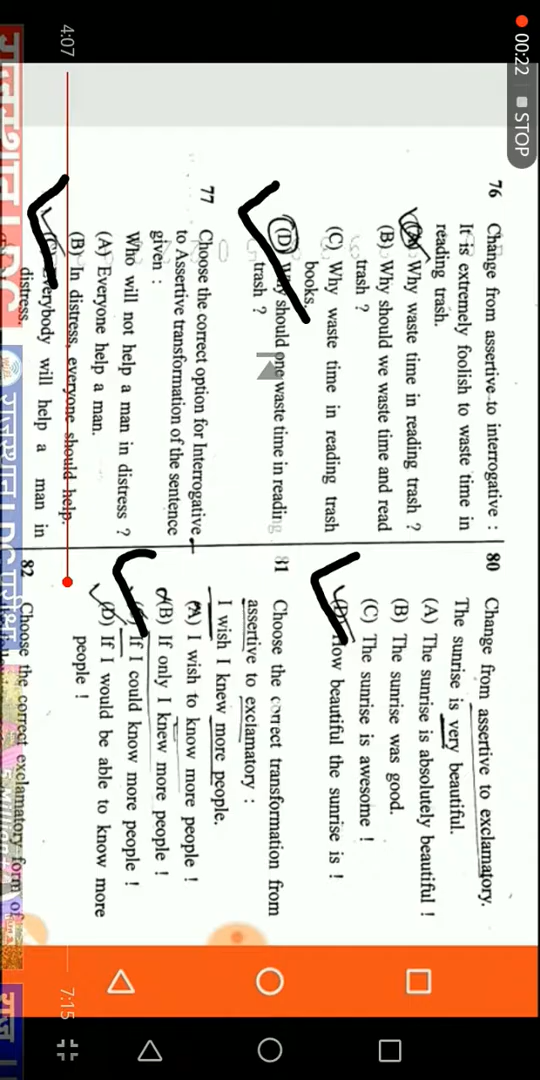 00:22 STOP
76 Change from assertive to interrogative :
It is extremely foolish to waste time in
reading trash.
(A) Why waste time in reading trash ?
(B) Why should we waste time and read
trash ?
(C) Why waste time in reading trash
books.
(D) Why should one waste time in reading
trash ?
77 Choose the correct option for Interrogative
to Assertive transformation of the sentence
given :
Who will not help a man in distress ?
(A) Everyone help a man.
(B) In distress, everyone should help.
(C) Everybody will help a man in
distress.
80 Change from assertive to exclamatory.
The sunrise is very beautiful.
(A) The sunrise is absolutely beautiful !
(B) The sunrise was good.
(C) The sunrise is awesome !
(D) How beautiful the sunrise is !
81 Choose the correct transformation from
assertive to exclamatory :
I wish I knew more people.
(A) I wish to know more people !
(B) If only I knew more people !
If I could know more people !
(D) If I would be able to know more
people !
82 Choose the correct exclamatory form of
4:07
7:15